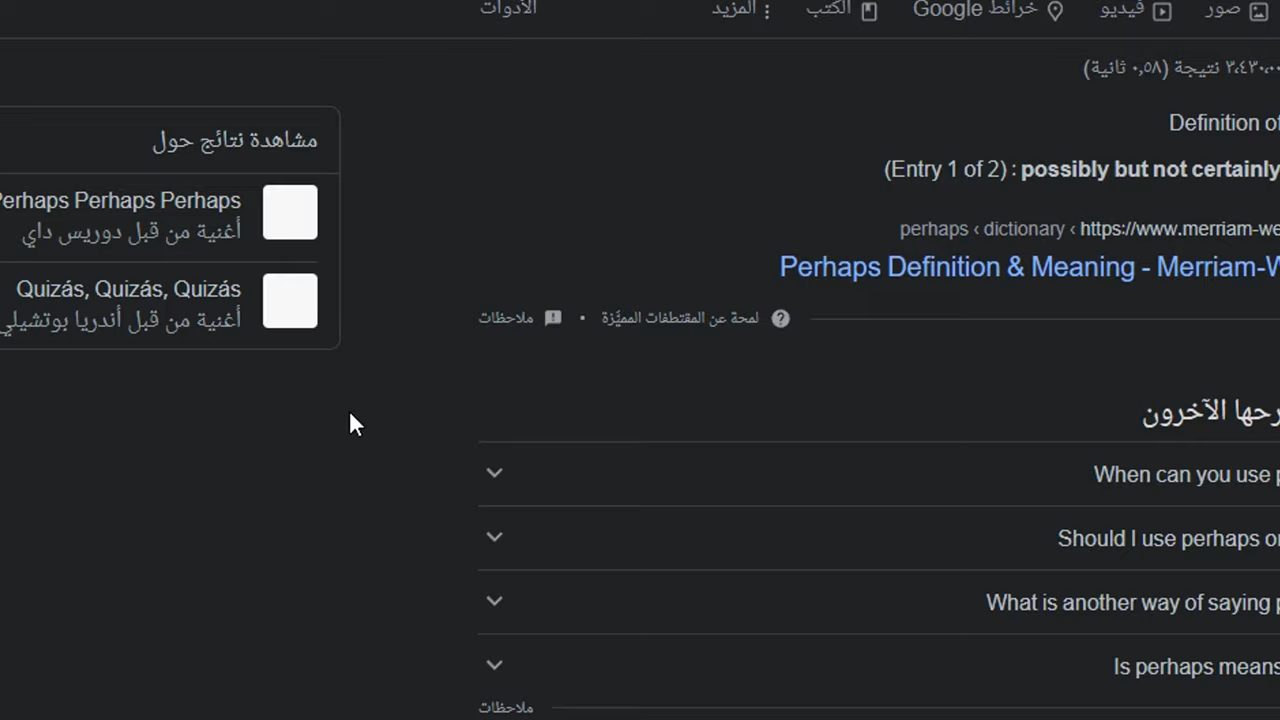 صور فيديو خرائط Google الكتب المزيد الأدوات
نتيجة (٠٫٥٨ ثانية)
Definition of
(Entry 1 of 2) : possibly but not certainly
https://www.merriam-we › dictionary › perhaps
Perhaps Definition & Meaning - Merriam-W
لمحة عن المقتطفات المميَّزة • ملاحظات
الآخرون
When can you use
Should I use perhaps or
What is another way of saying
Is perhaps means
ملاحظات
مشاهدة نتائج حول
Perhaps Perhaps Perhaps
أغنية من قبل دوريس داي
Quizás, Quizás, Quizás
أغنية من قبل أندريا بوتشيلي